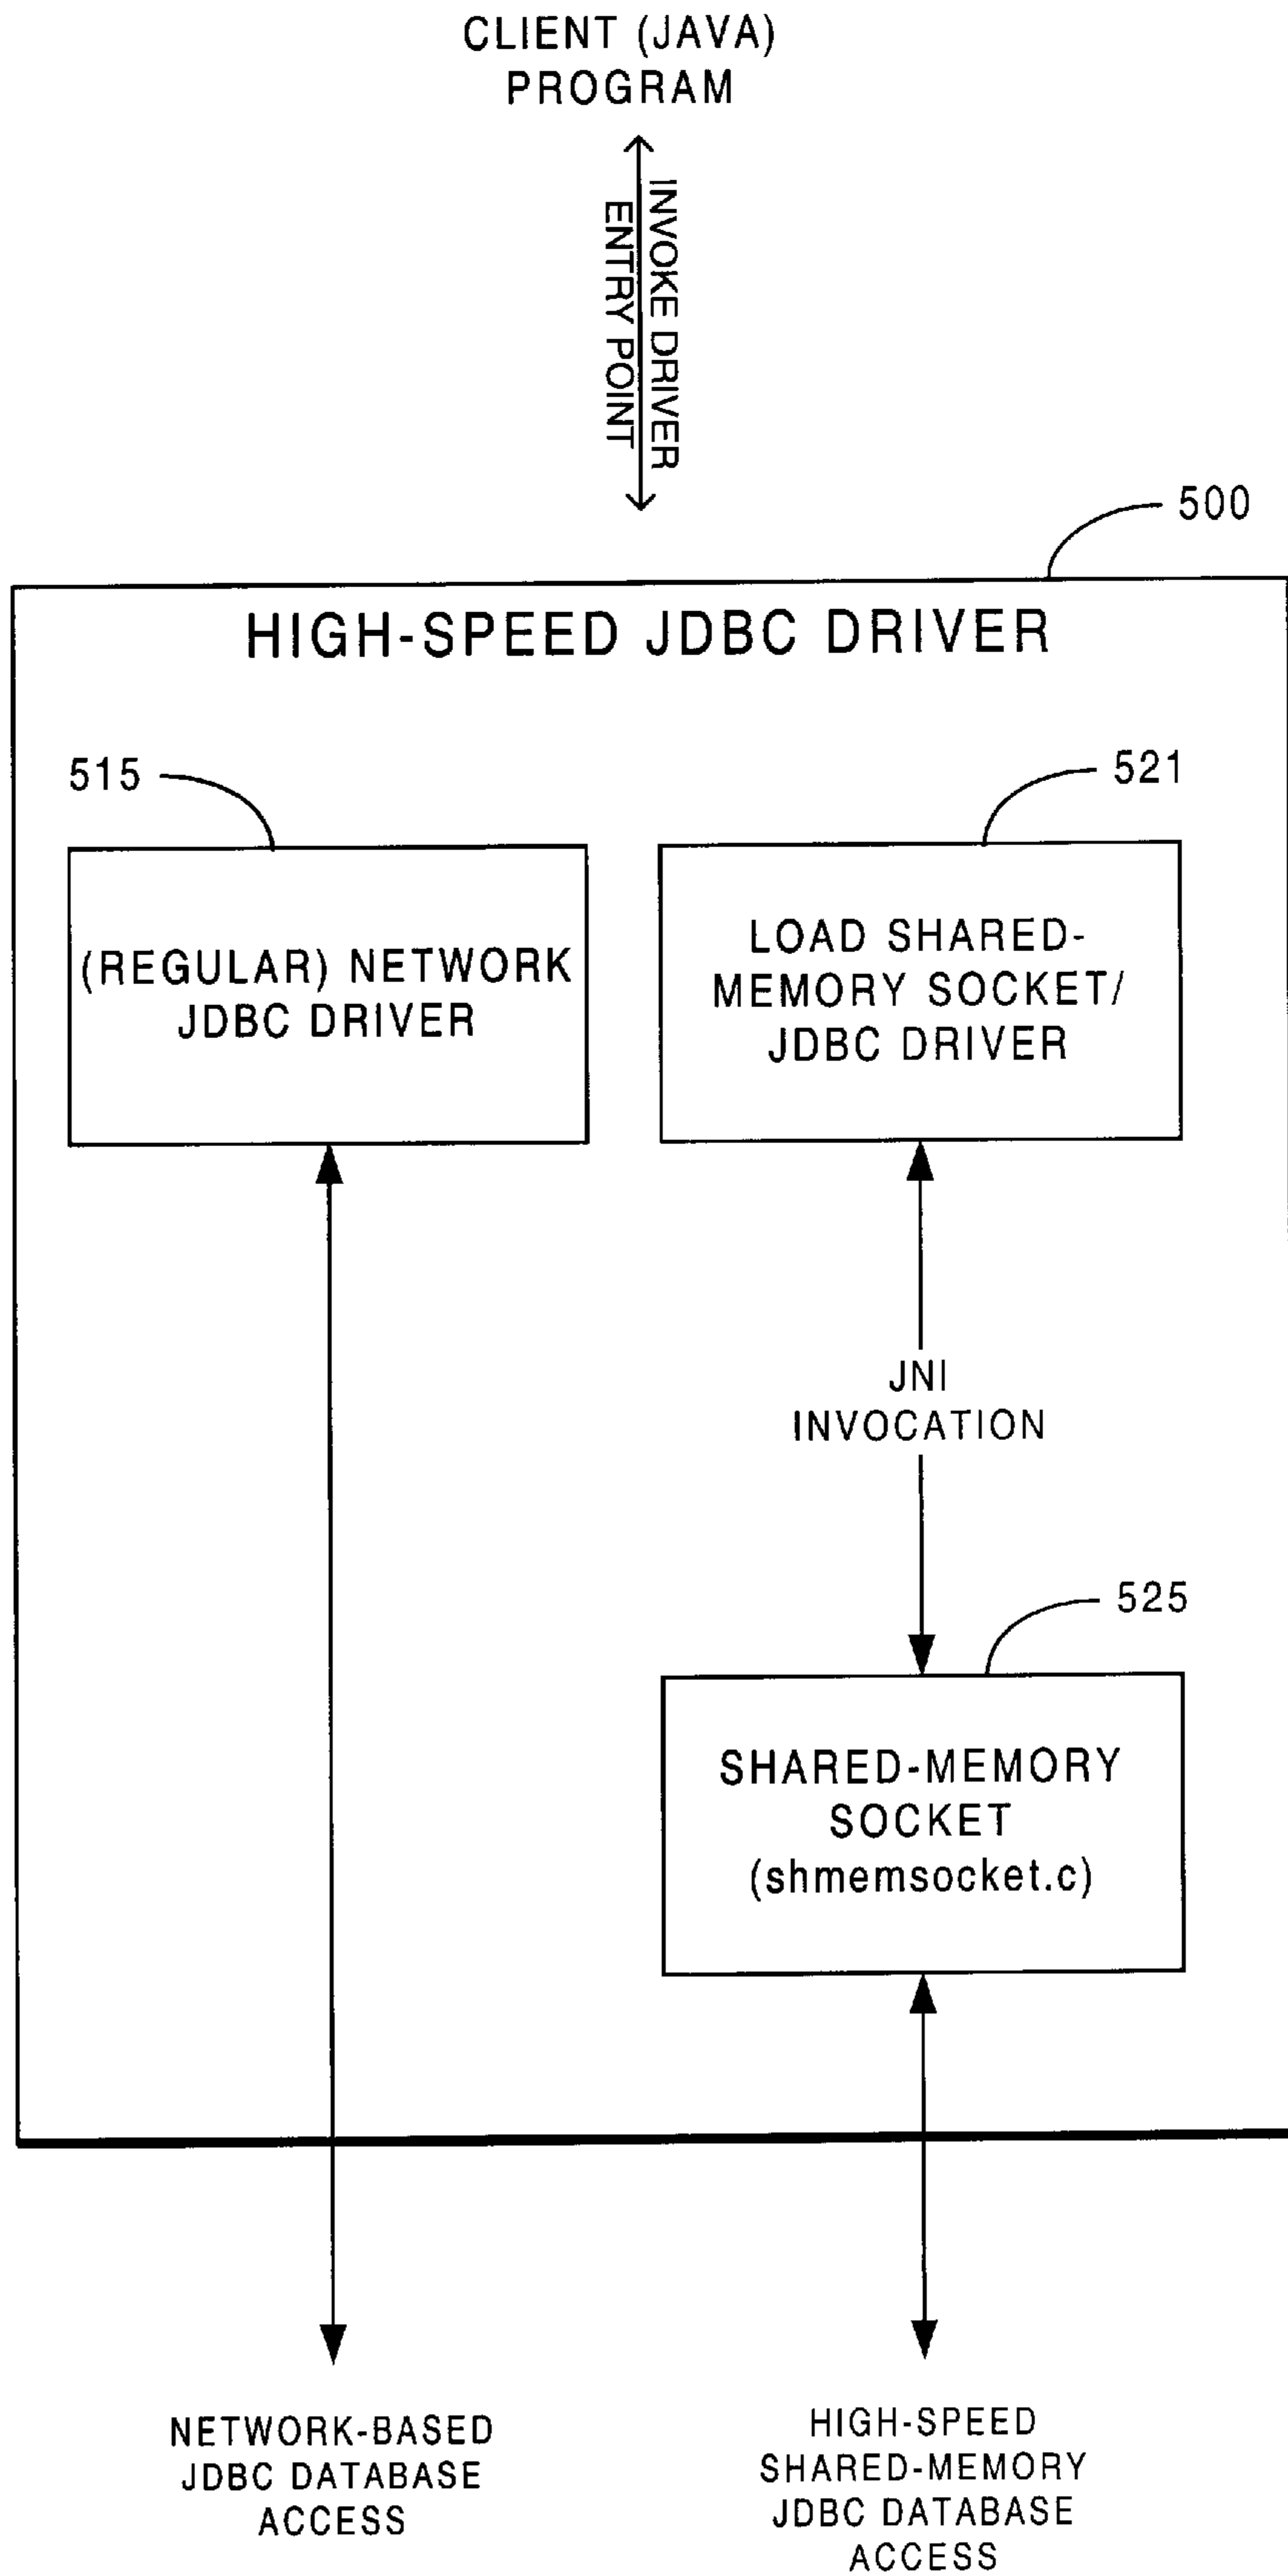 CLIENT (JAVA)
PROGRAM
INVOKE DRIVER
ENTRY POINT
500
HIGH-SPEED JDBC DRIVER
515
521
(REGULAR) NETWORK
JDBC DRIVER
LOAD SHARED-
MEMORY SOCKET/
JDBC DRIVER
JNI
INVOCATION
525
SHARED-MEMORY
SOCKET
(shmemsocket.c)
NETWORK-BASED
JDBC DATABASE
ACCESS
HIGH-SPEED
SHARED-MEMORY
JDBC DATABASE
ACCESS